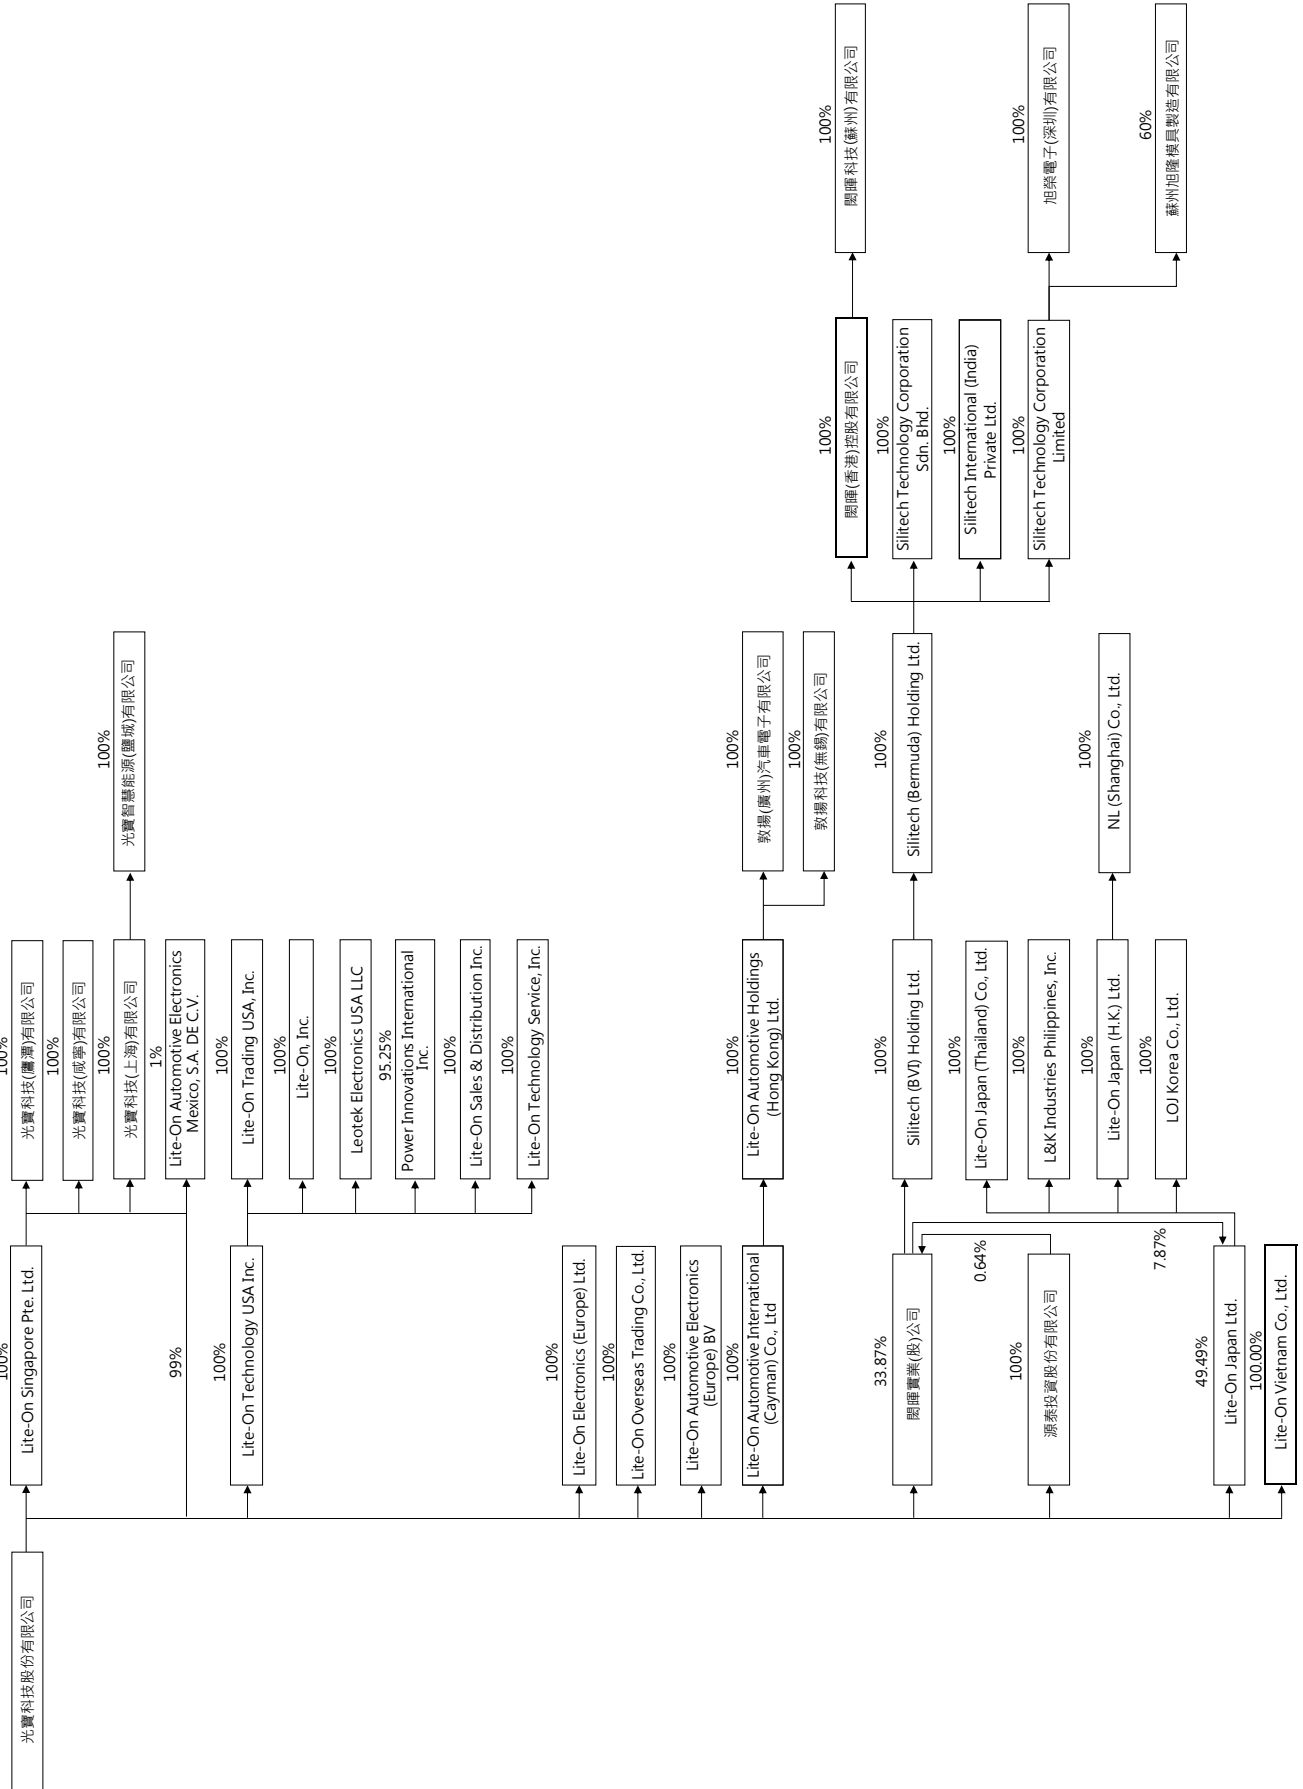 光寶科技股份有限公司
100%
Lite-On Singapore Pte. Ltd.
99%
100%
Lite-On Technology USA Inc.
100%
Lite-On Electronics (Europe) Ltd.
100%
Lite-On Overseas Trading Co., Ltd.
100%
Lite-On Automotive Electronics
(Europe) BV
100%
Lite-On Automotive International
(Cayman) Co., Ltd
33.87%
閎暉實業(股)公司
0.64%
100%
源泰投資股份有限公司
7.87%
49.49%
Lite-On Japan Ltd.
100.00%
Lite-On Vietnam Co., Ltd.
100%
光寶科技(鷹潭)有限公司
100%
光寶科技(咸寧)有限公司
100%
光寶科技(上海)有限公司
1%
Lite-On Automotive Electronics
Mexico, S.A. DE C.V.
100%
Lite-On Trading USA, Inc.
100%
Lite-On, Inc.
100%
Leotek Electronics USA LLC
95.25%
Power Innovations International
Inc.
100%
Lite-On Sales & Distribution Inc.
100%
Lite-On Technology Service, Inc.
100%
Lite-On Automotive Holdings
(Hong Kong) Ltd.
100%
Silitech (BVI) Holding Ltd.
100%
Lite-On Japan (Thailand) Co., Ltd.
100%
L&K Industries Philippines, Inc.
100%
Lite-On Japan (H.K.) Ltd.
100%
LOJ Korea Co., Ltd.
100%
光寶智慧能源(鹽城)有限公司
100%
敦揚(廣州)汽車電子有限公司
100%
敦揚科技(無錫)有限公司
100%
Silitech (Bermuda) Holding Ltd.
100%
NL (Shanghai) Co., Ltd.
100%
閎暉(香港)控股有限公司
100%
Silitech Technology Corporation
Sdn. Bhd.
100%
Silitech International (India)
Private Ltd.
100%
Silitech Technology Corporation
Limited
100%
閎暉科技(蘇州)有限公司
100%
旭榮電子(深圳)有限公司
60%
蘇州旭隆模具製造有限公司